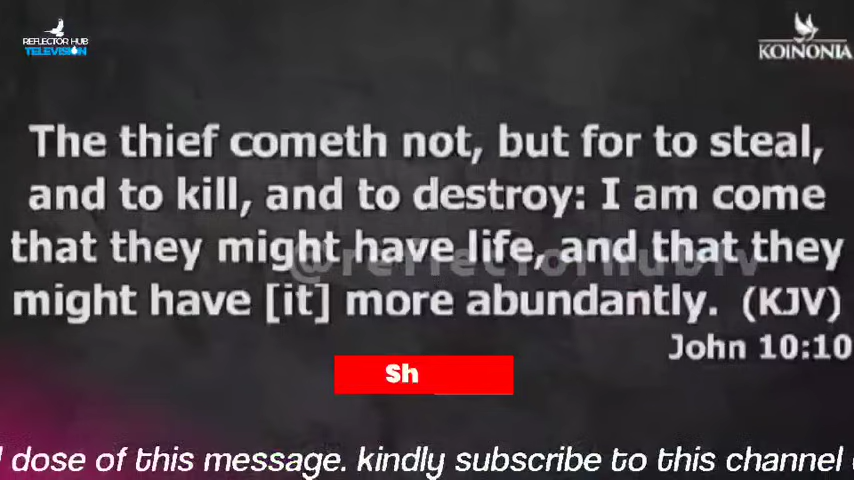 REFLECTOR HUB
TELEVISION
KOINONIA
The thief cometh not, but for to steal,
and to kill, and to destroy: I am come
that they might have life, and that they
@reflectorhubtv
might have [it] more abundantly. (KJV)
John 10:10
Sh
dose of this message. kindly subscribe to this channel